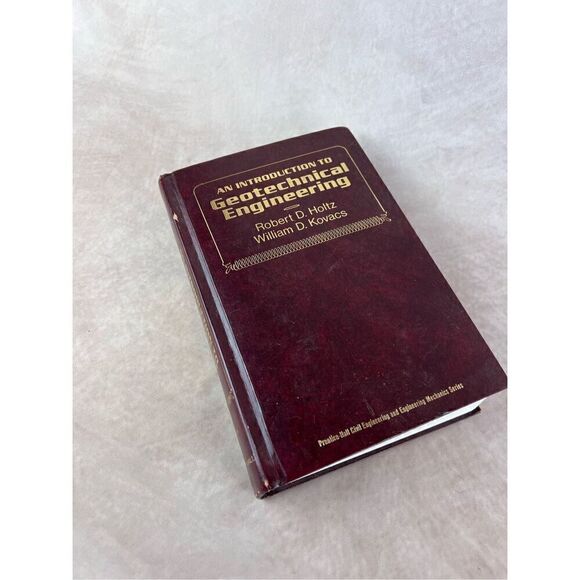 AN INTRODUCTION TO
Geotechnical
Engineering
Robert D. Holtz
William D. Kovacs
Prentice-Hall Civil Engineering and Engineering Mechanics Series